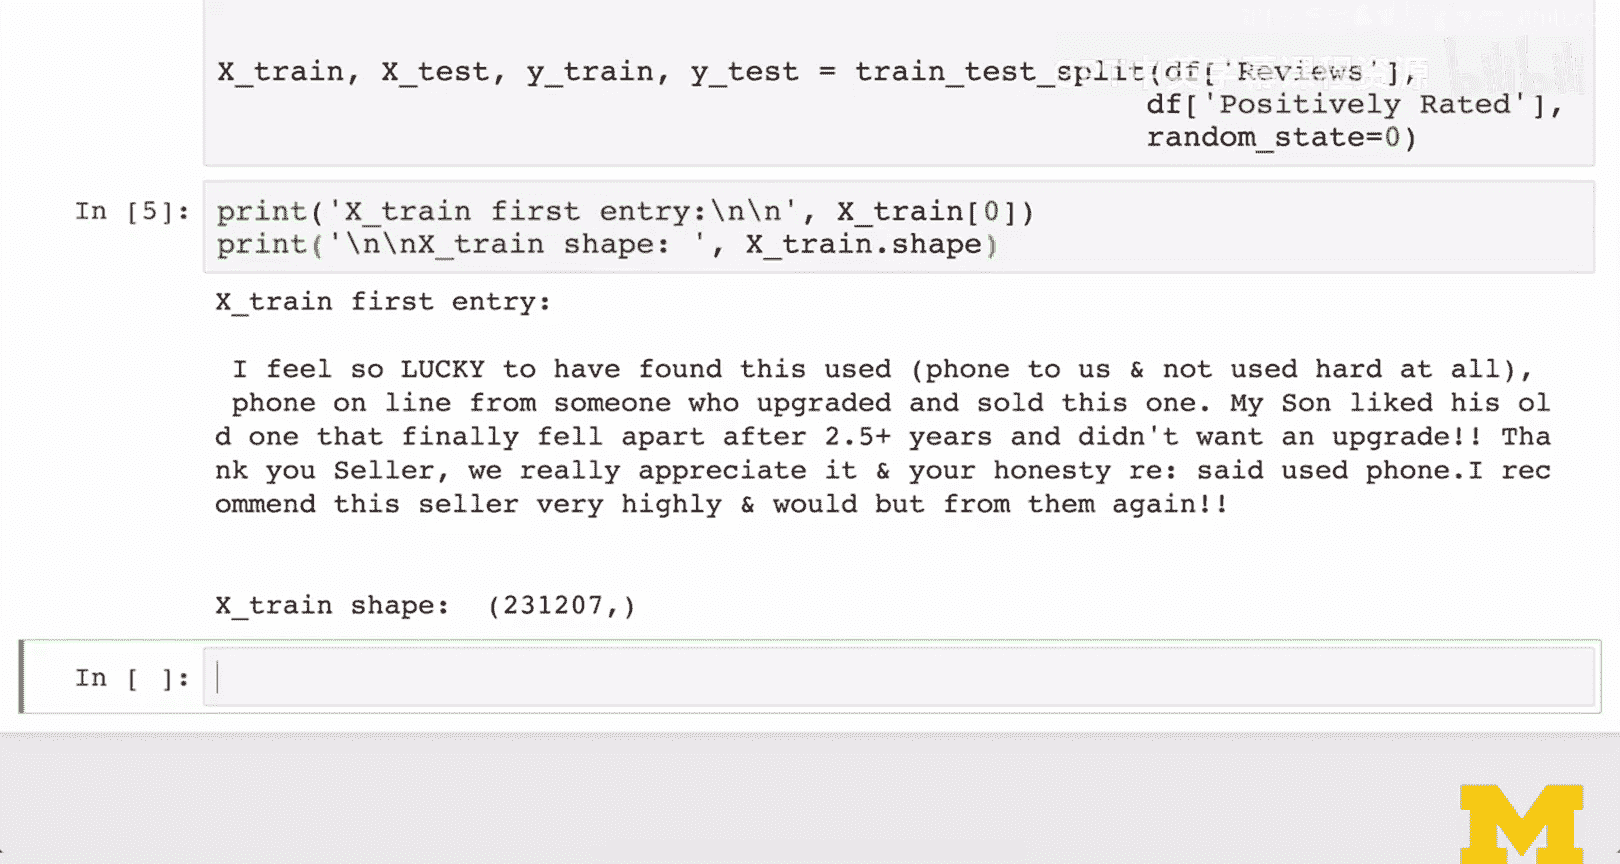 X_train, X_test, y_train, y_test = train_test_split(df['Reviews'],
df['Positively Rated'],
random_state=0)
In [5]: print('X_train first entry:\n\n', X_train[0])
print('\n\nX_train shape: ', X_train.shape)
X_train first entry:
I feel so LUCKY to have found this used (phone to us & not used hard at all),
phone on line from someone who upgraded and sold this one. My Son liked his ol
d one that finally fell apart after 2.5+ years and didn't want an upgrade!! Tha
nk you Seller, we really appreciate it & your honesty re: said used phone.I rec
ommend this seller very highly & would but from them again!!
X_train shape:  (231207,)
In [ ]:
M